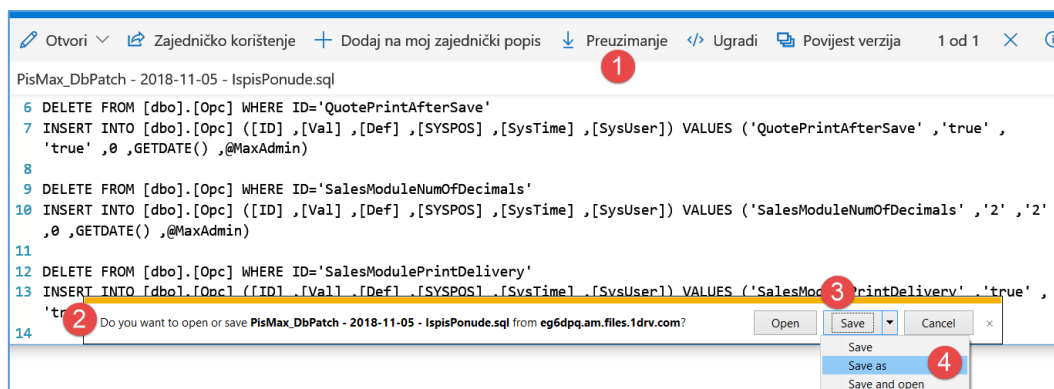 Otvori Zajedničko korištenje Dodaj na moj zajednički popis Preuzimanje Ugradi Povijest verzija 1 od 1
1
PisMax_DbPatch - 2018-11-05 - IspisPonude.sql
6 DELETE FROM [dbo].[Opc] WHERE ID='QuotePrintAfterSave'
7 INSERT INTO [dbo].[Opc] ([ID] ,[Val] ,[Def] ,[SYSPOS] ,[SysTime] ,[SysUser]) VALUES ('QuotePrintAfterSave' ,'true' ,
'true' ,0 ,GETDATE() ,@MaxAdmin)
8
9 DELETE FROM [dbo].[Opc] WHERE ID='SalesModuleNumOfDecimals'
10 INSERT INTO [dbo].[Opc] ([ID] ,[Val] ,[Def] ,[SYSPOS] ,[SysTime] ,[SysUser]) VALUES ('SalesModuleNumOfDecimals' ,'2' ,'2'
,0 ,GETDATE() ,@MaxAdmin)
11
12 DELETE FROM [dbo].[Opc] WHERE ID='SalesModulePrintDelivery'
13 INSERT INTO [dbo].[Opc] ([ID] ,[Val] ,[Def] ,[SYSPOS] ,[SysTime] ,[SysUser]) VALUES ('SalesModulePrintDelivery' ,'true' ,
3
2
Do you want to open or save PisMax_DbPatch - 2018-11-05 - IspisPonude.sql from eg6dpq.am.files.1drv.com? Open Save Cancel ×
14
Save
Save as 4
Save and open